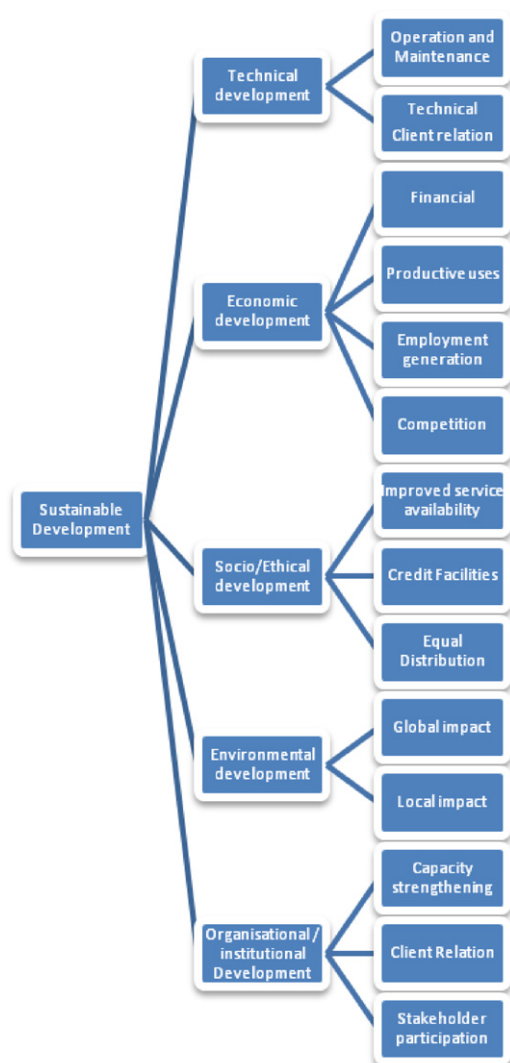 Sustainable
Development
Technical
development
Operation and
Maintenance
Technical
Client relation
Economic
development
Financial
Productive uses
Employment
generation
Competition
Socio/Ethical
development
Improved service
availability
Credit Facilities
Equal
Distribution
Environmental
development
Global impact
Local impact
Organisational/
institutional
Development
Capacity
strengthening
Client Relation
Stakeholder
participation